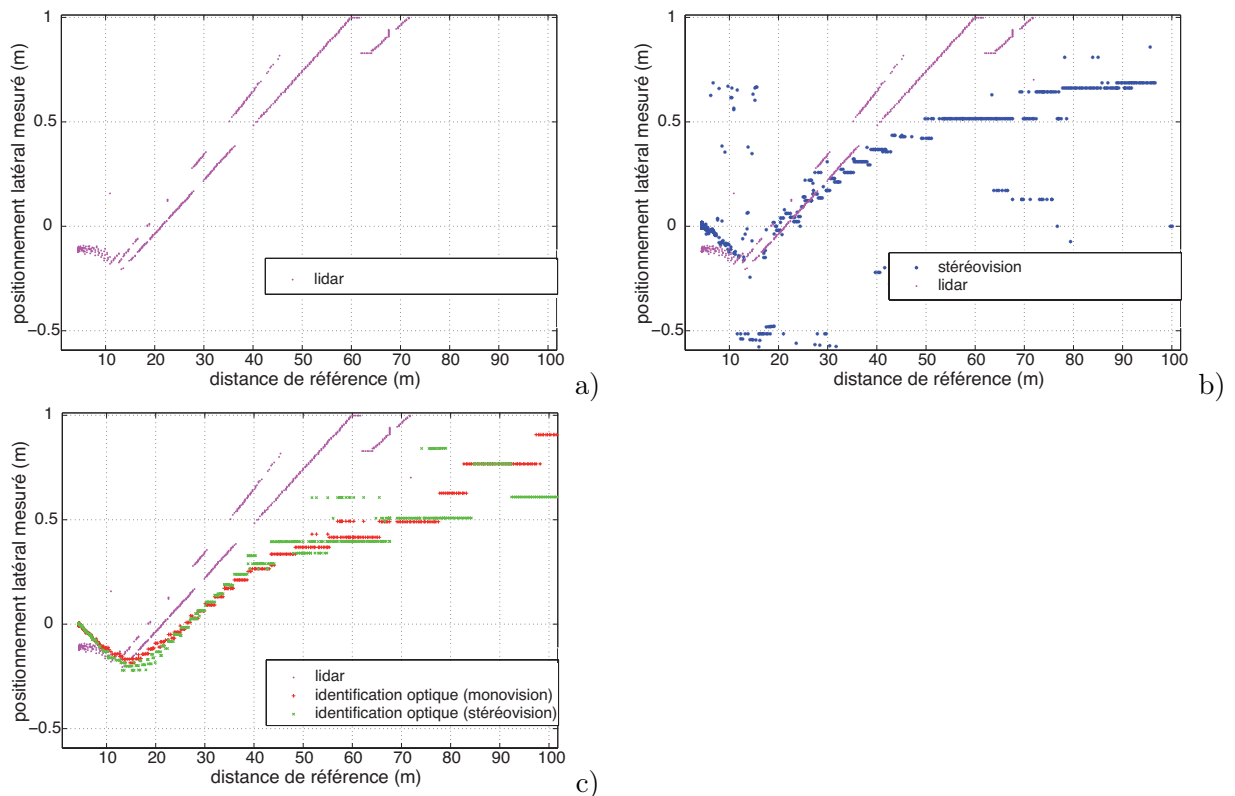 1
0.5
0
−0.5
positionnement latéral mesuré (m)
lidar
10 20 30 40 50 60 70 80 90 100
distance de référence (m)
a)
1
0.5
0
−0.5
positionnement latéral mesuré (m)
stéréovision
lidar
10 20 30 40 50 60 70 80 90 100
distance de référence (m)
b)
1
0.5
0
−0.5
positionnement latéral mesuré (m)
lidar
identification optique (monovision)
identification optique (stéréovision)
10 20 30 40 50 60 70 80 90 100
distance de référence (m)
c)